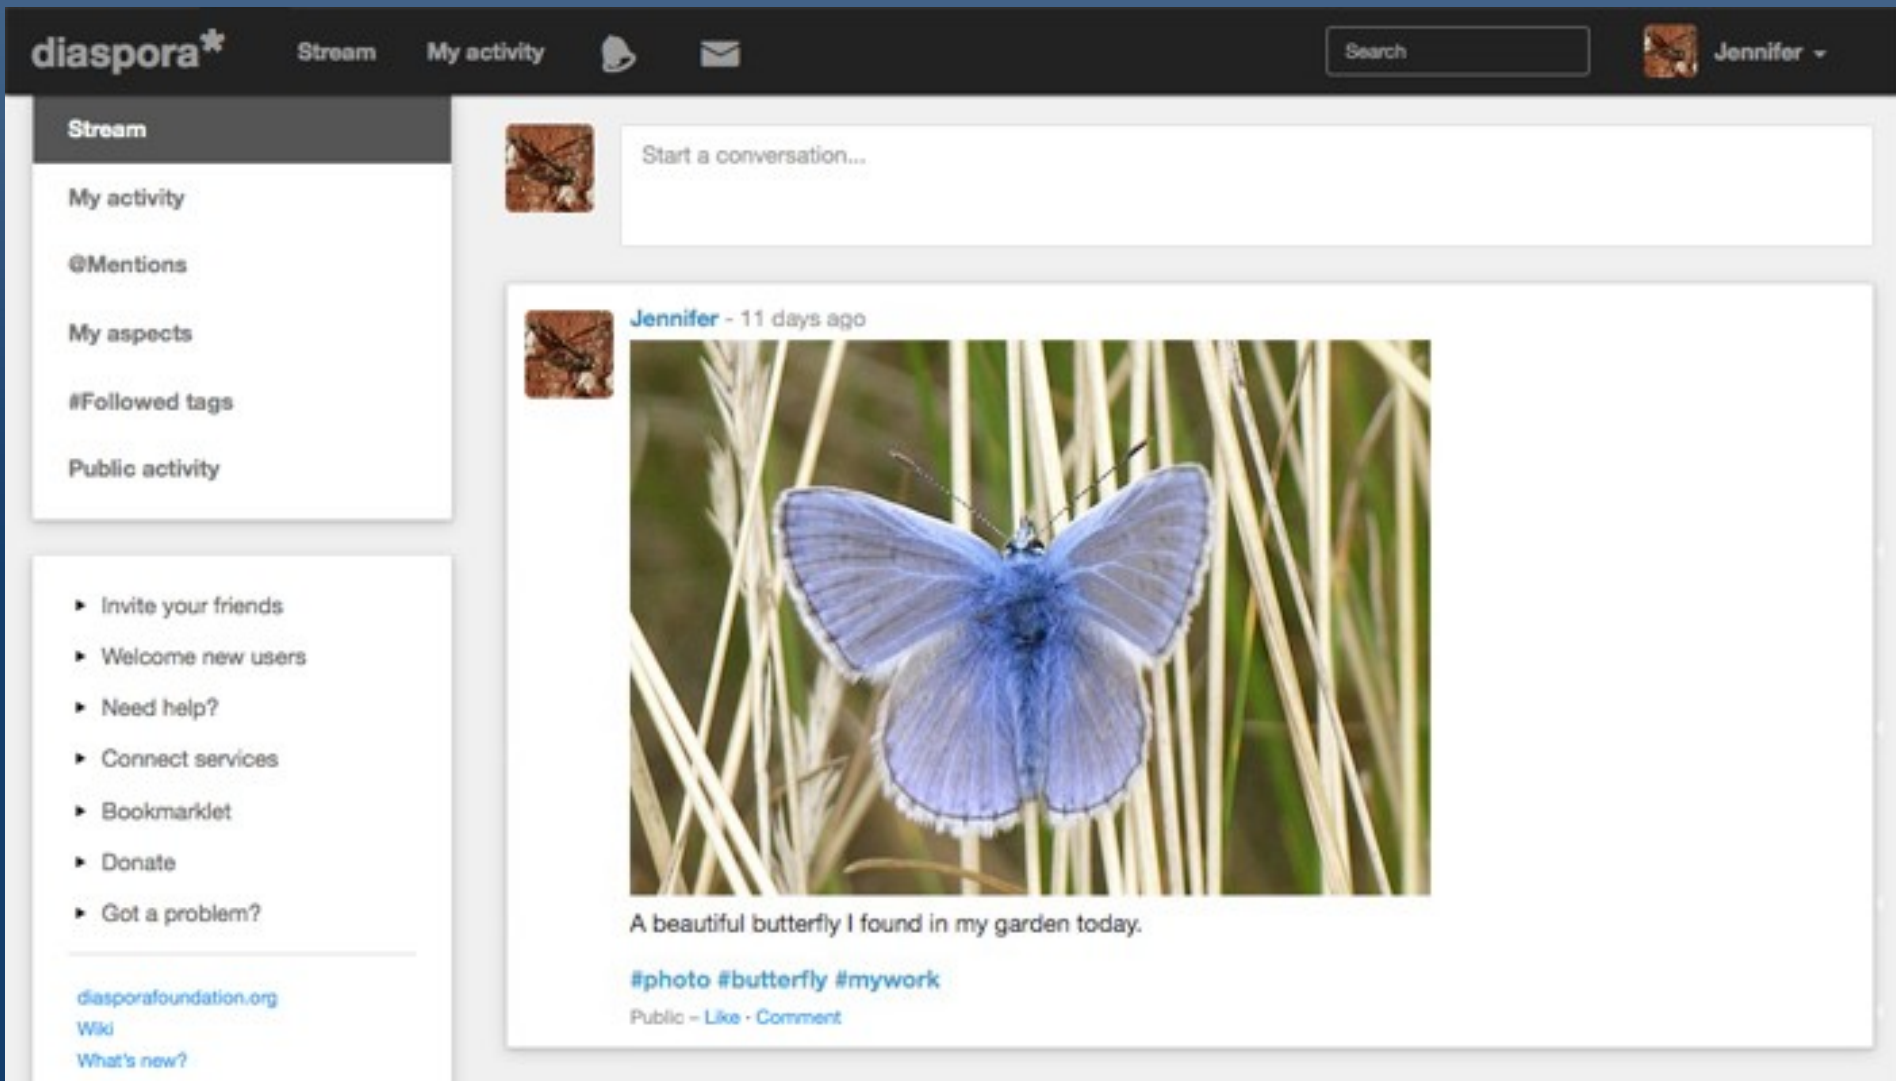 diaspora*
Stream
My activity
Search
Jennifer
Stream
My activity
@Mentions
My aspects
#Followed tags
Public activity
Invite your friends
Welcome new users
Need help?
Connect services
Bookmarklet
Donate
Got a problem?
diasporafoundation.org
Wiki
What's new?
Start a conversation...
Jennifer - 11 days ago
A beautiful butterfly I found in my garden today.
#photo #butterfly #mywork
Public – Like · Comment